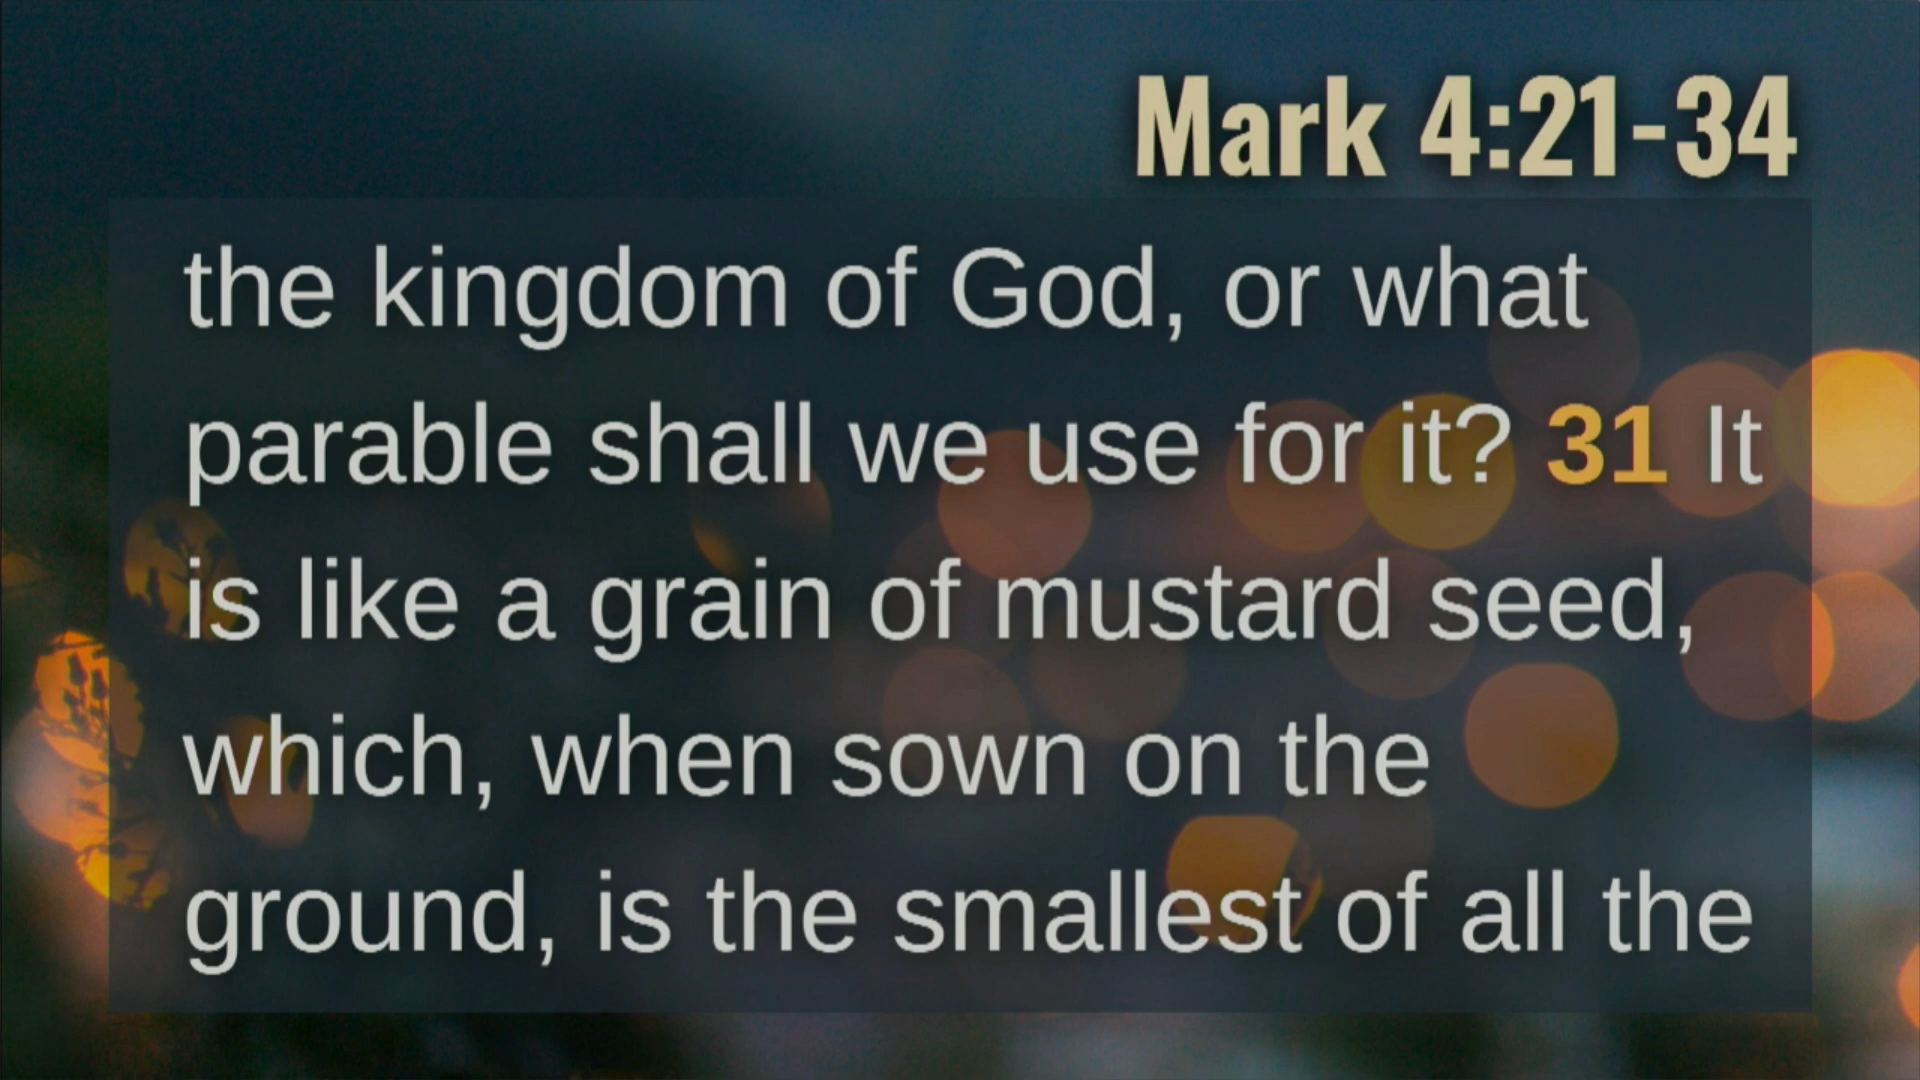 Mark 4:21-34
the kingdom of God, or what
parable shall we use for it? 31 It
is like a grain of mustard seed,
which, when sown on the
ground, is the smallest of all the